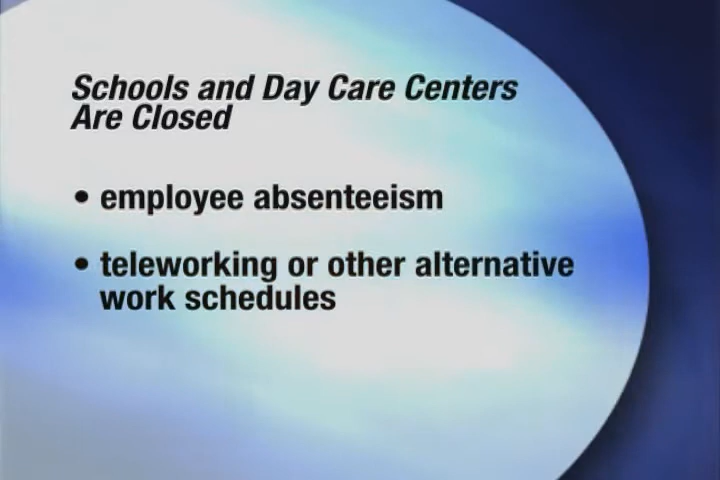 Schools and Day Care Centers
Are Closed
• employee absenteeism
• teleworking or other alternative
work schedules